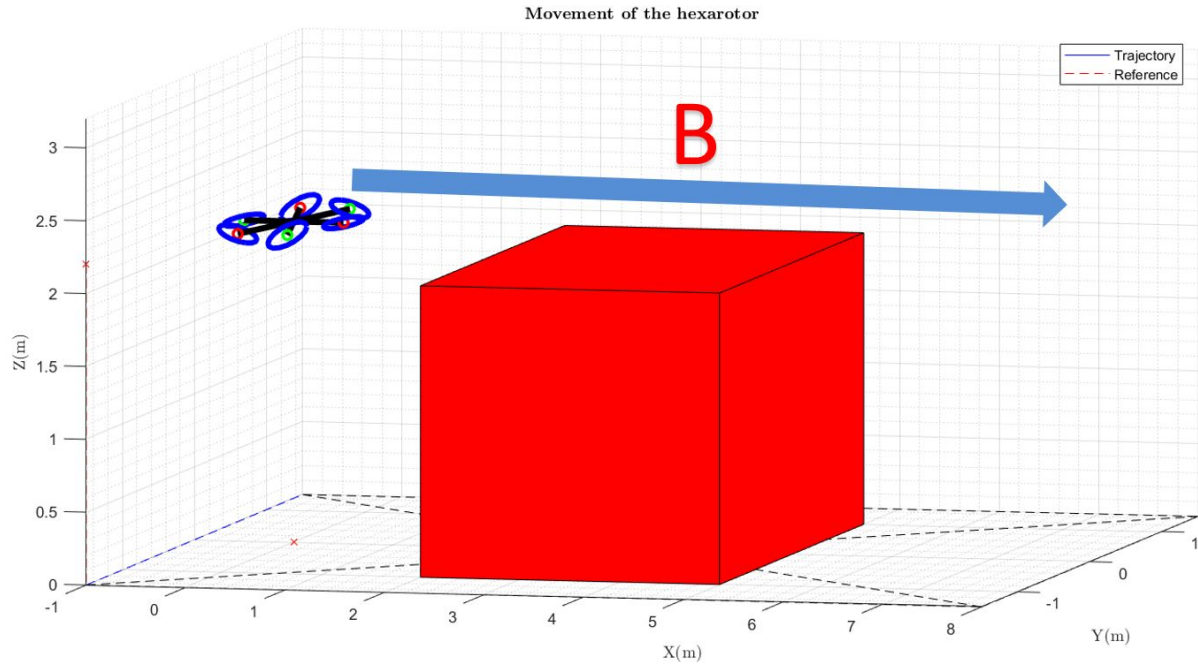 Movement of the hexarotor
Trajectory
Reference
B
3
2.5
2
1.5
1
0.5
0
Z(m)
-1
0
1
2
3
4
5
6
7
8
X(m)
-1
0
1
Y(m)